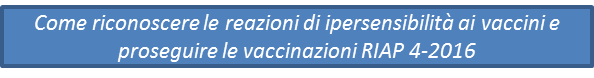 Come riconoscere le reazioni di ipersensibilità ai vaccini e
proseguire le vaccinazioni RIAP 4-2016